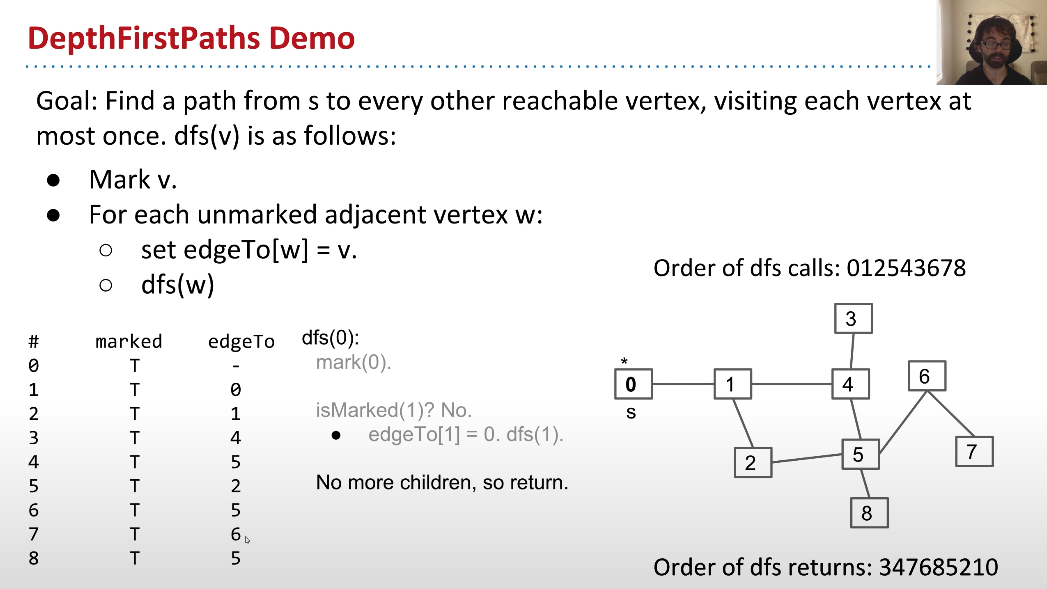 DepthFirstPaths Demo
Goal: Find a path from s to every other reachable vertex, visiting each vertex at
most once. dfs(v) is as follows:
● Mark v.
● For each unmarked adjacent vertex w:
○ set edgeTo[w] = v.
○ dfs(w)
# marked edgeTo
0 T -
1 T 0
2 T 1
3 T 4
4 T 5
5 T 2
6 T 5
7 T 6
8 T 5
dfs(0):
mark(0).
isMarked(1)? No.
● edgeTo[1] = 0. dfs(1).
No more children, so return.
Order of dfs calls: 012543678
3
*
0 1 4 6
s
2 5 7
8
Order of dfs returns: 347685210